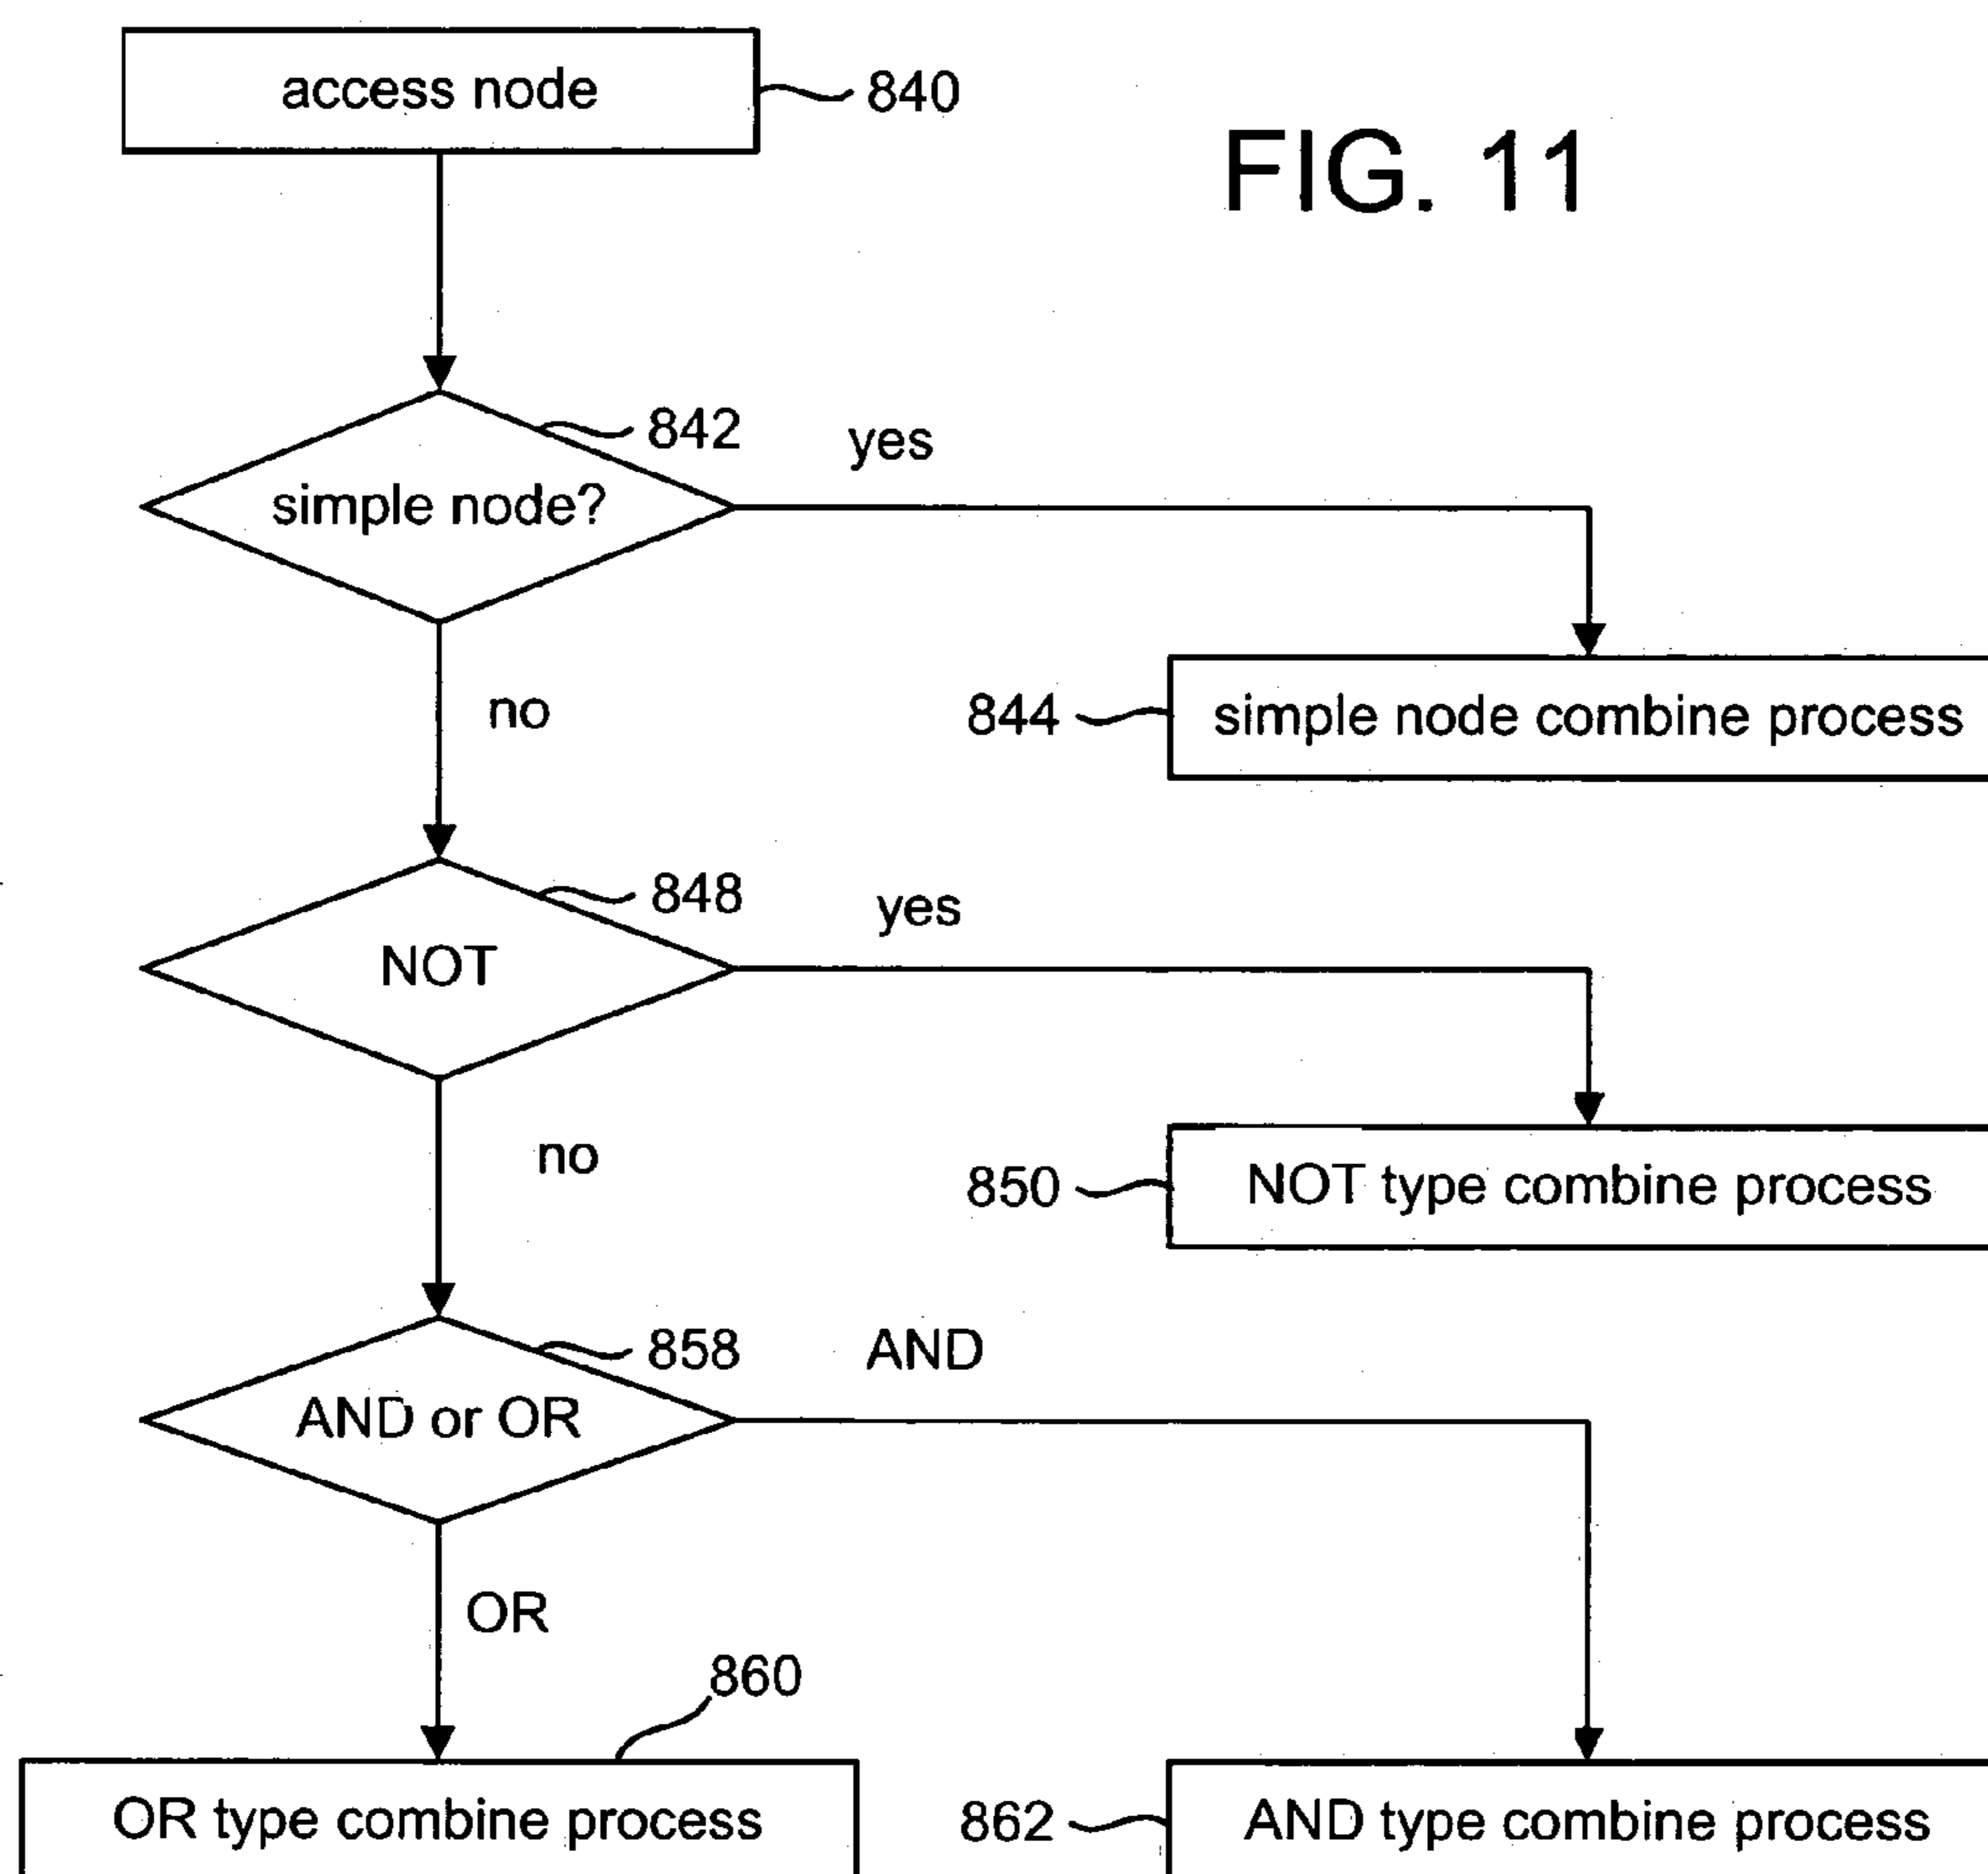 access node
840
FIG. 11
842
yes
simple node?
no
844
simple node combine process
848
yes
NOT
no
850
NOT type combine process
858
AND
AND or OR
OR
860
OR type combine process
862
AND type combine process